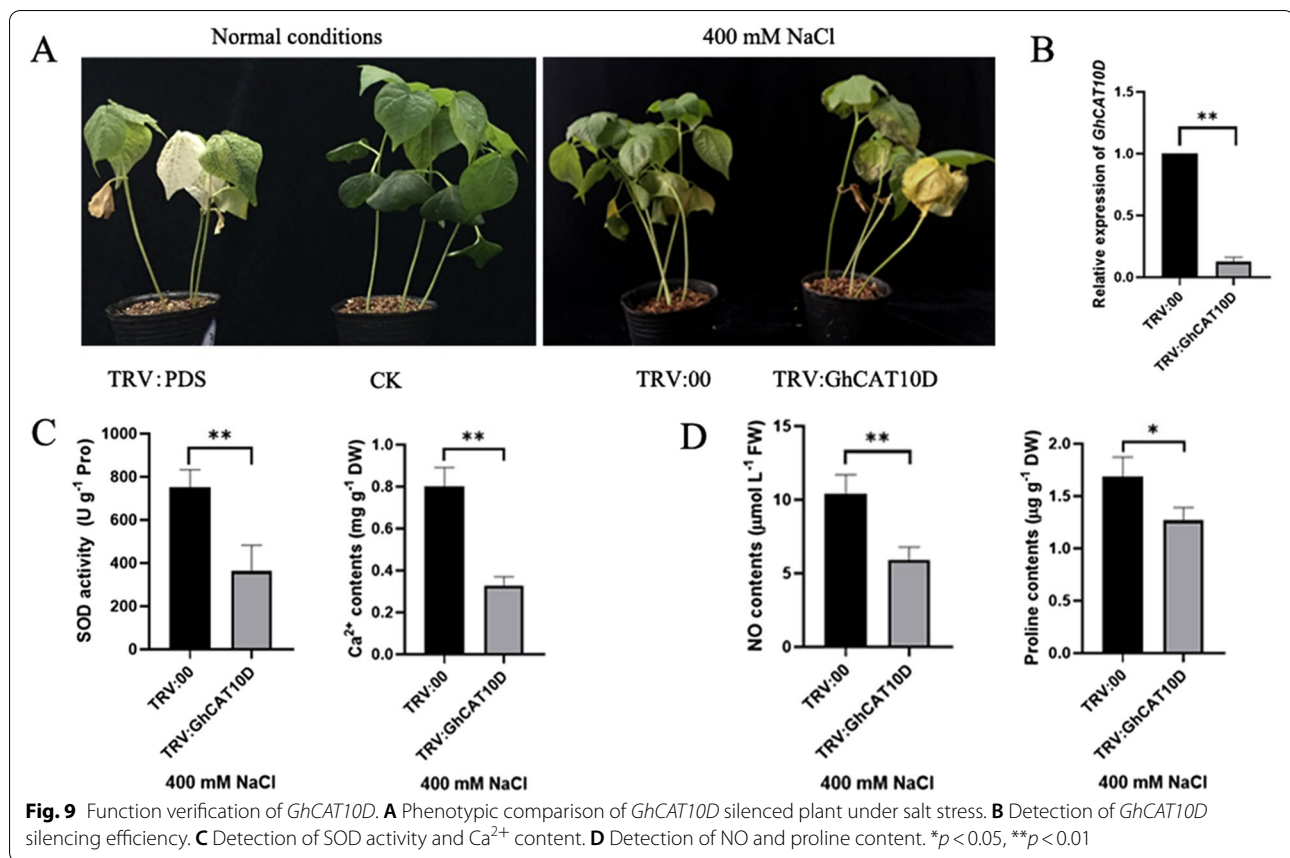 A
Normal conditions
400 mM NaCl
TRV:PDS
CK
TRV:00
TRV:GhCAT10D
B
Relative expression of GhCAT10D
1.5
1.0
0.5
0.0
**
TRV:00
TRV:GhCAT10D
C
SOD activity (U g⁻¹ Pro)
1000
800
600
400
200
0
**
TRV:00
TRV:GhCAT10D
400 mM NaCl
Ca²⁺ contents (mg g⁻¹ DW)
1.0
0.8
0.6
0.4
0.2
0.0
**
TRV:00
TRV:GhCAT10D
400 mM NaCl
D
NO contents (μmol L⁻¹ FW)
15
10
5
0
**
TRV:00
TRV:GhCAT10D
400 mM NaCl
Proline contents (μg g⁻¹ DW)
2.0
1.5
1.0
0.5
0.0
*
TRV:00
TRV:GhCAT10D
400 mM NaCl
Fig. 9 Function verification of GhCAT10D. A Phenotypic comparison of GhCAT10D silenced plant under salt stress. B Detection of GhCAT10D
silencing efficiency. C Detection of SOD activity and Ca²⁺ content. D Detection of NO and proline content. *p < 0.05, **p < 0.01